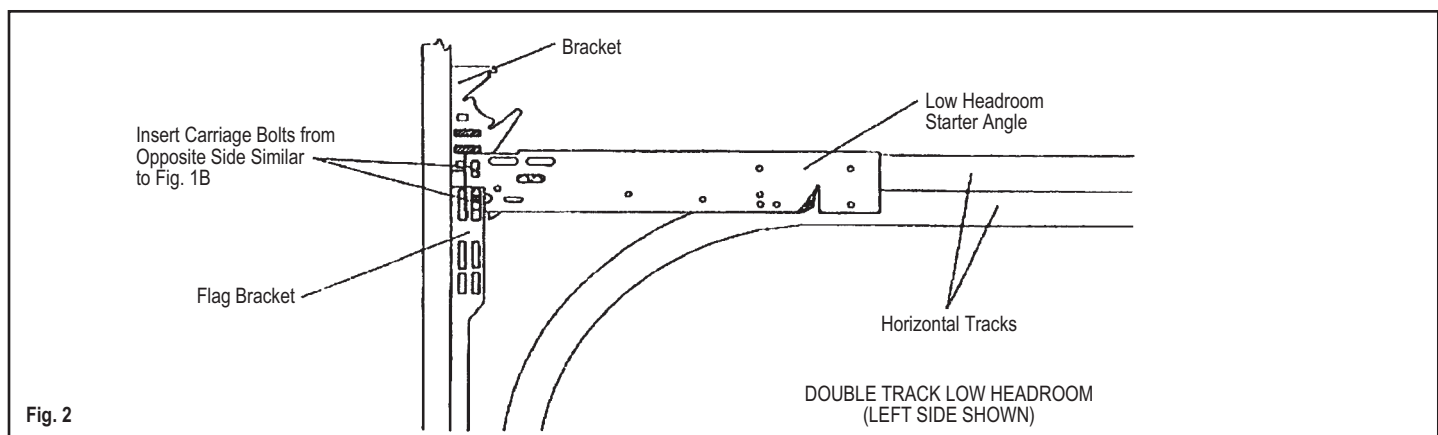 Bracket
Low Headroom
Starter Angle
Insert Carriage Bolts from
Opposite Side Similar
to Fig. 1B
Flag Bracket
Horizontal Tracks
DOUBLE TRACK LOW HEADROOM
(LEFT SIDE SHOWN)
Fig. 2